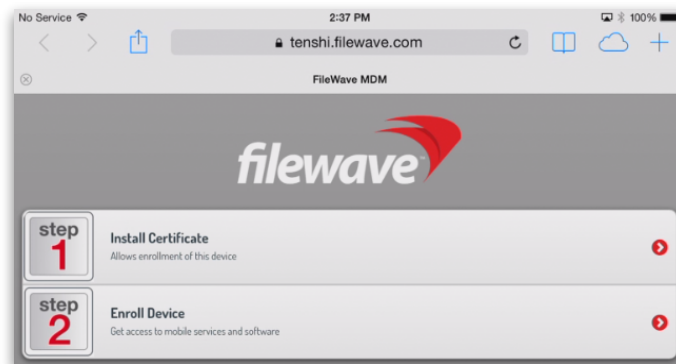 No Service 2:37 PM 100%
tenshi.filewave.com
FileWave MDM
filewave™
step
1
Install Certificate
Allows enrollment of this device
step
2
Enroll Device
Get access to mobile services and software